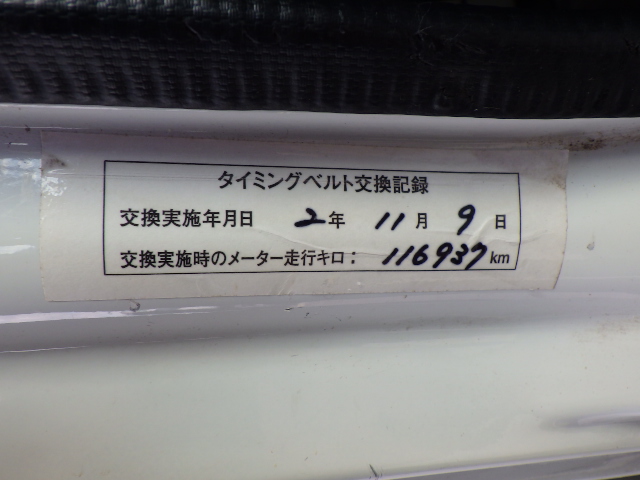 タイミングベルト交換記録
交換実施年月日 2年 11月 9日
交換実施時のメーター走行キロ： 116937km